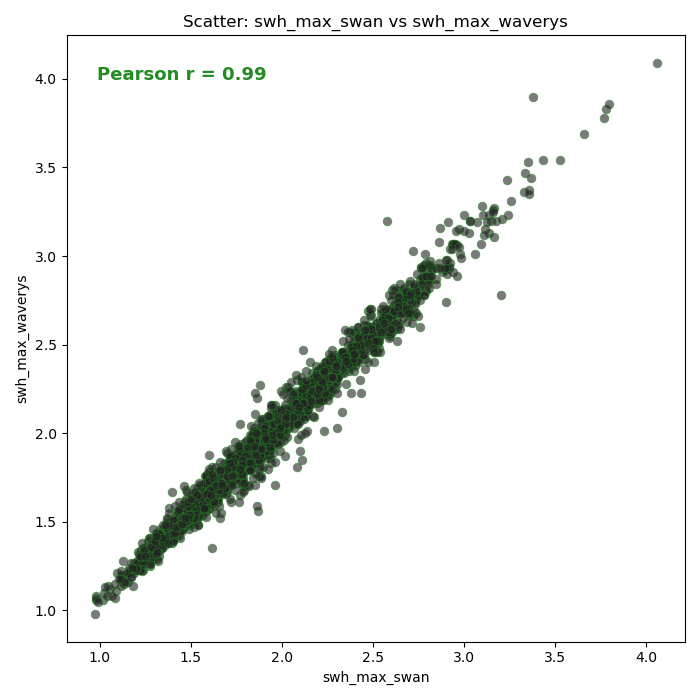 Scatter: swh_max_swan vs swh_max_waverys
Pearson r = 0.99
4.0
3.5
3.0
2.5
2.0
1.5
1.0
swh_max_waverys
1.0 1.5 2.0 2.5 3.0 3.5 4.0
swh_max_swan